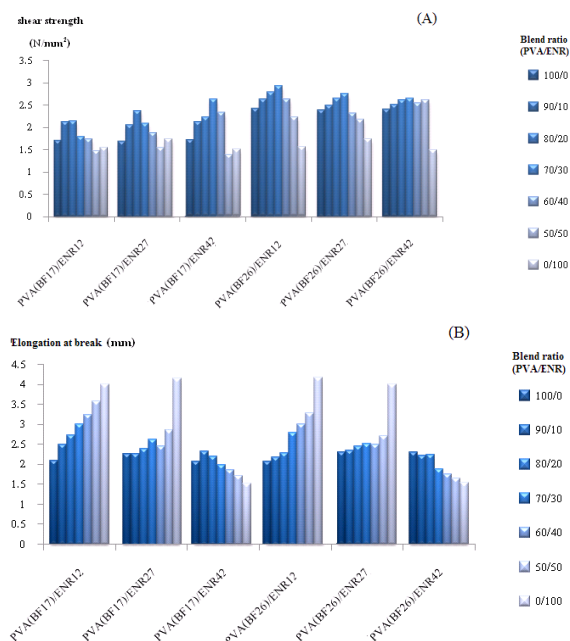 shear strength
(A)
(N/mm²)
Blend ratio
(PVA/ENR)
3.5
3
2.5
2
1.5
1
0.5
0
100/0
90/10
80/20
70/30
60/40
50/50
0/100
PVA(BF17)/ENR12
PVA(BF17)/ENR27
PVA(BF17)/ENR42
PVA(BF26)/ENR12
PVA(BF26)/ENR27
PVA(BF26)/ENR42
Elongation at break (mm)
(B)
Blend ratio
(PVA/ENR)
4.5
4
3.5
3
2.5
2
1.5
1
0.5
0
100/0
90/10
80/20
70/30
60/40
50/50
0/100
PVA(BF17)/ENR12
PVA(BF17)/ENR27
PVA(BF17)/ENR42
PVA(BF26)/ENR12
PVA(BF26)/ENR27
PVA(BF26)/ENR42